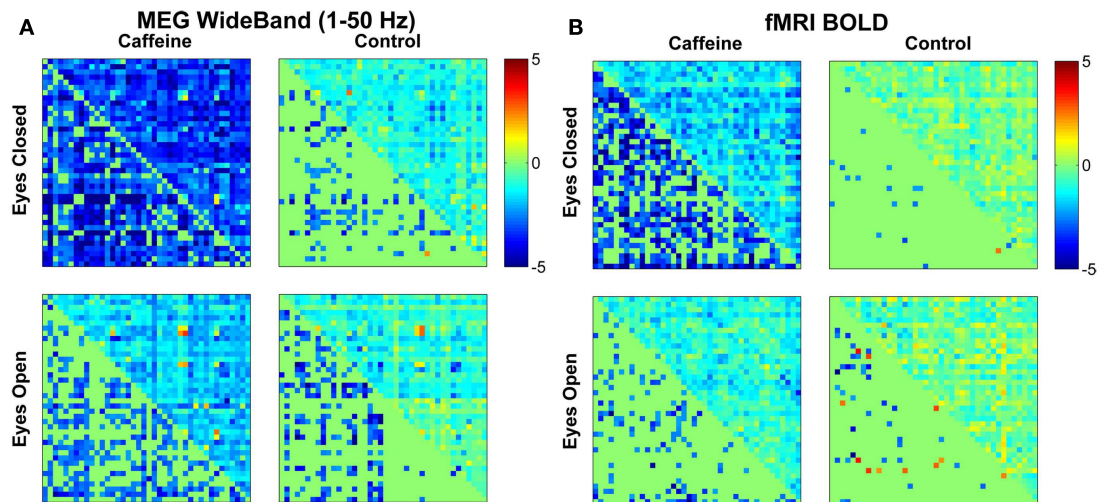 A
MEG WideBand (1-50 Hz)
Caffeine
Control
Eyes Closed
5
0
-5
Eyes Open
B
fMRI BOLD
Caffeine
Control
Eyes Closed
5
0
-5
Eyes Open